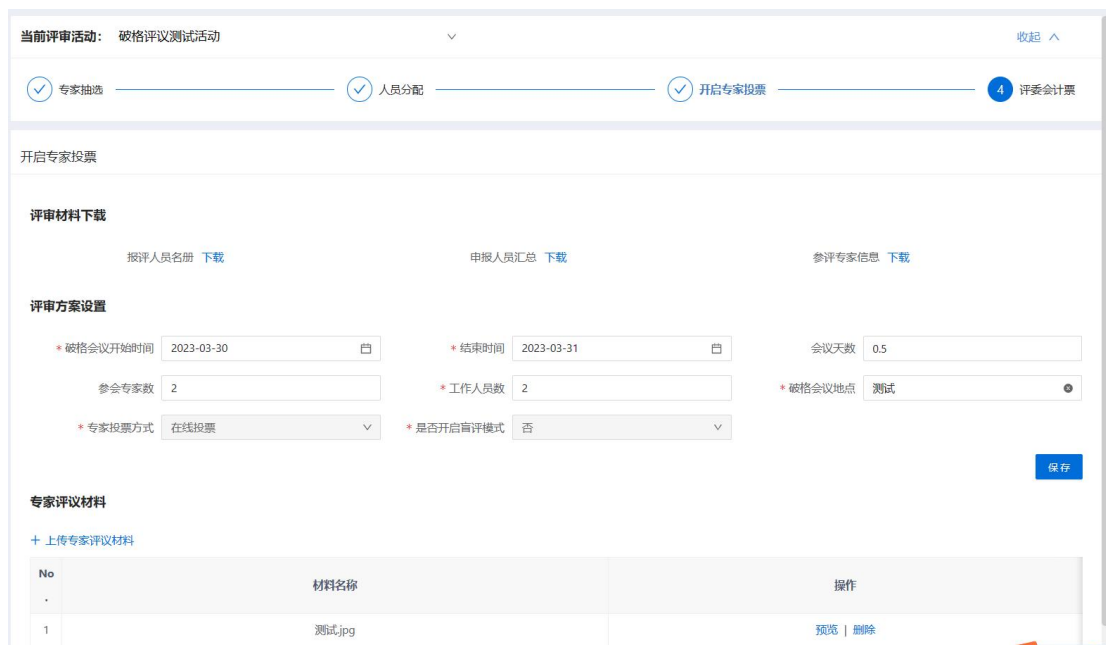 当前评审活动： 破格评议测试活动 收起
专家抽选 人员分配 开启专家投票 4 评委会计票
开启专家投票
评审材料下载
报评人员名册 下载 申报人员汇总 下载 参评专家信息 下载
评审方案设置
* 破格会议开始时间 2023-03-30 * 结束时间 2023-03-31 会议天数 0.5
参会专家数 2 * 工作人员数 2 * 破格会议地点 测试
* 专家投票方式 在线投票 * 是否开启盲评模式 否
保存
专家评议材料
+ 上传专家评议材料
No. 材料名称 操作
1 测试.jpg 预览 | 删除